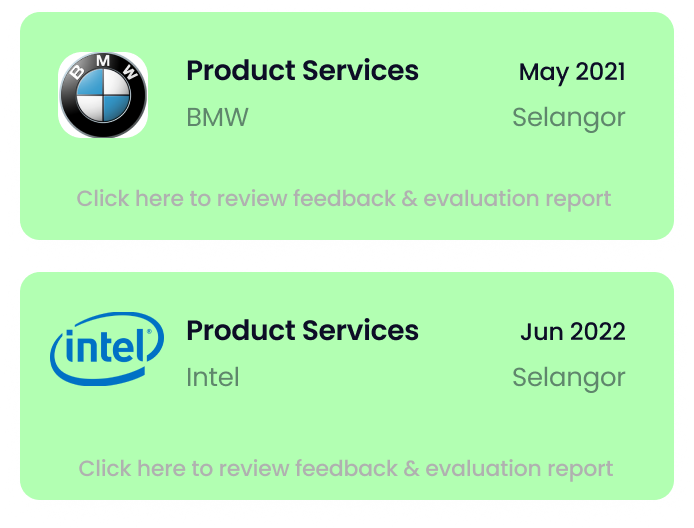 BMW
Product Services
May 2021
BMW
Selangor
Click here to review feedback & evaluation report
intel®
Product Services
Jun 2022
Intel
Selangor
Click here to review feedback & evaluation report